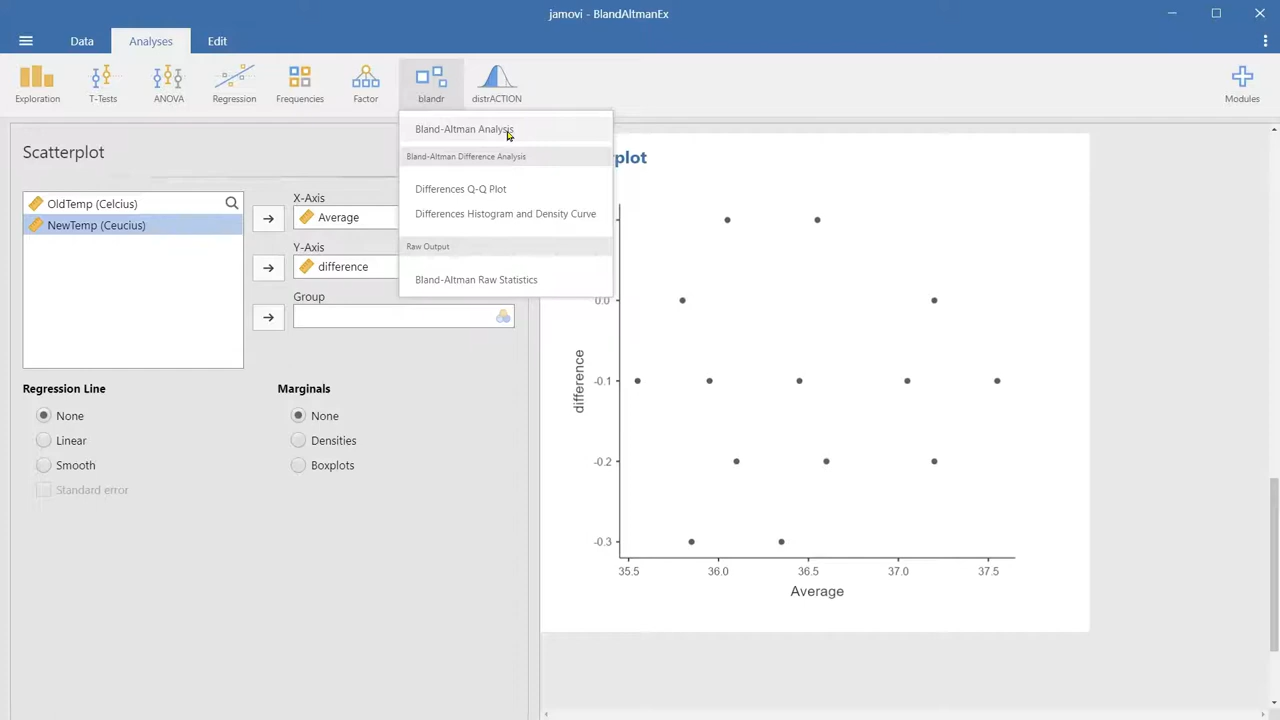 jamovi - BlandAltmanEx
Data
Analyses
Edit
Exploration
T-Tests
ANOVA
Regression
Frequencies
Factor
blandr
distrACTION
Modules
Bland-Altman Analysis
Bland-Altman Difference Analysis
Differences Q-Q Plot
Differences Histogram and Density Curve
Raw Output
Bland-Altman Raw Statistics
Scatterplot
OldTemp (Celcius)
NewTemp (Ceucius)
X-Axis
Average
Y-Axis
difference
Group
Regression Line
None
Linear
Smooth
Standard error
Marginals
None
Densities
Boxplots
plot
0.0
-0.1
-0.2
-0.3
difference
35.5 36.0 36.5 37.0 37.5
Average